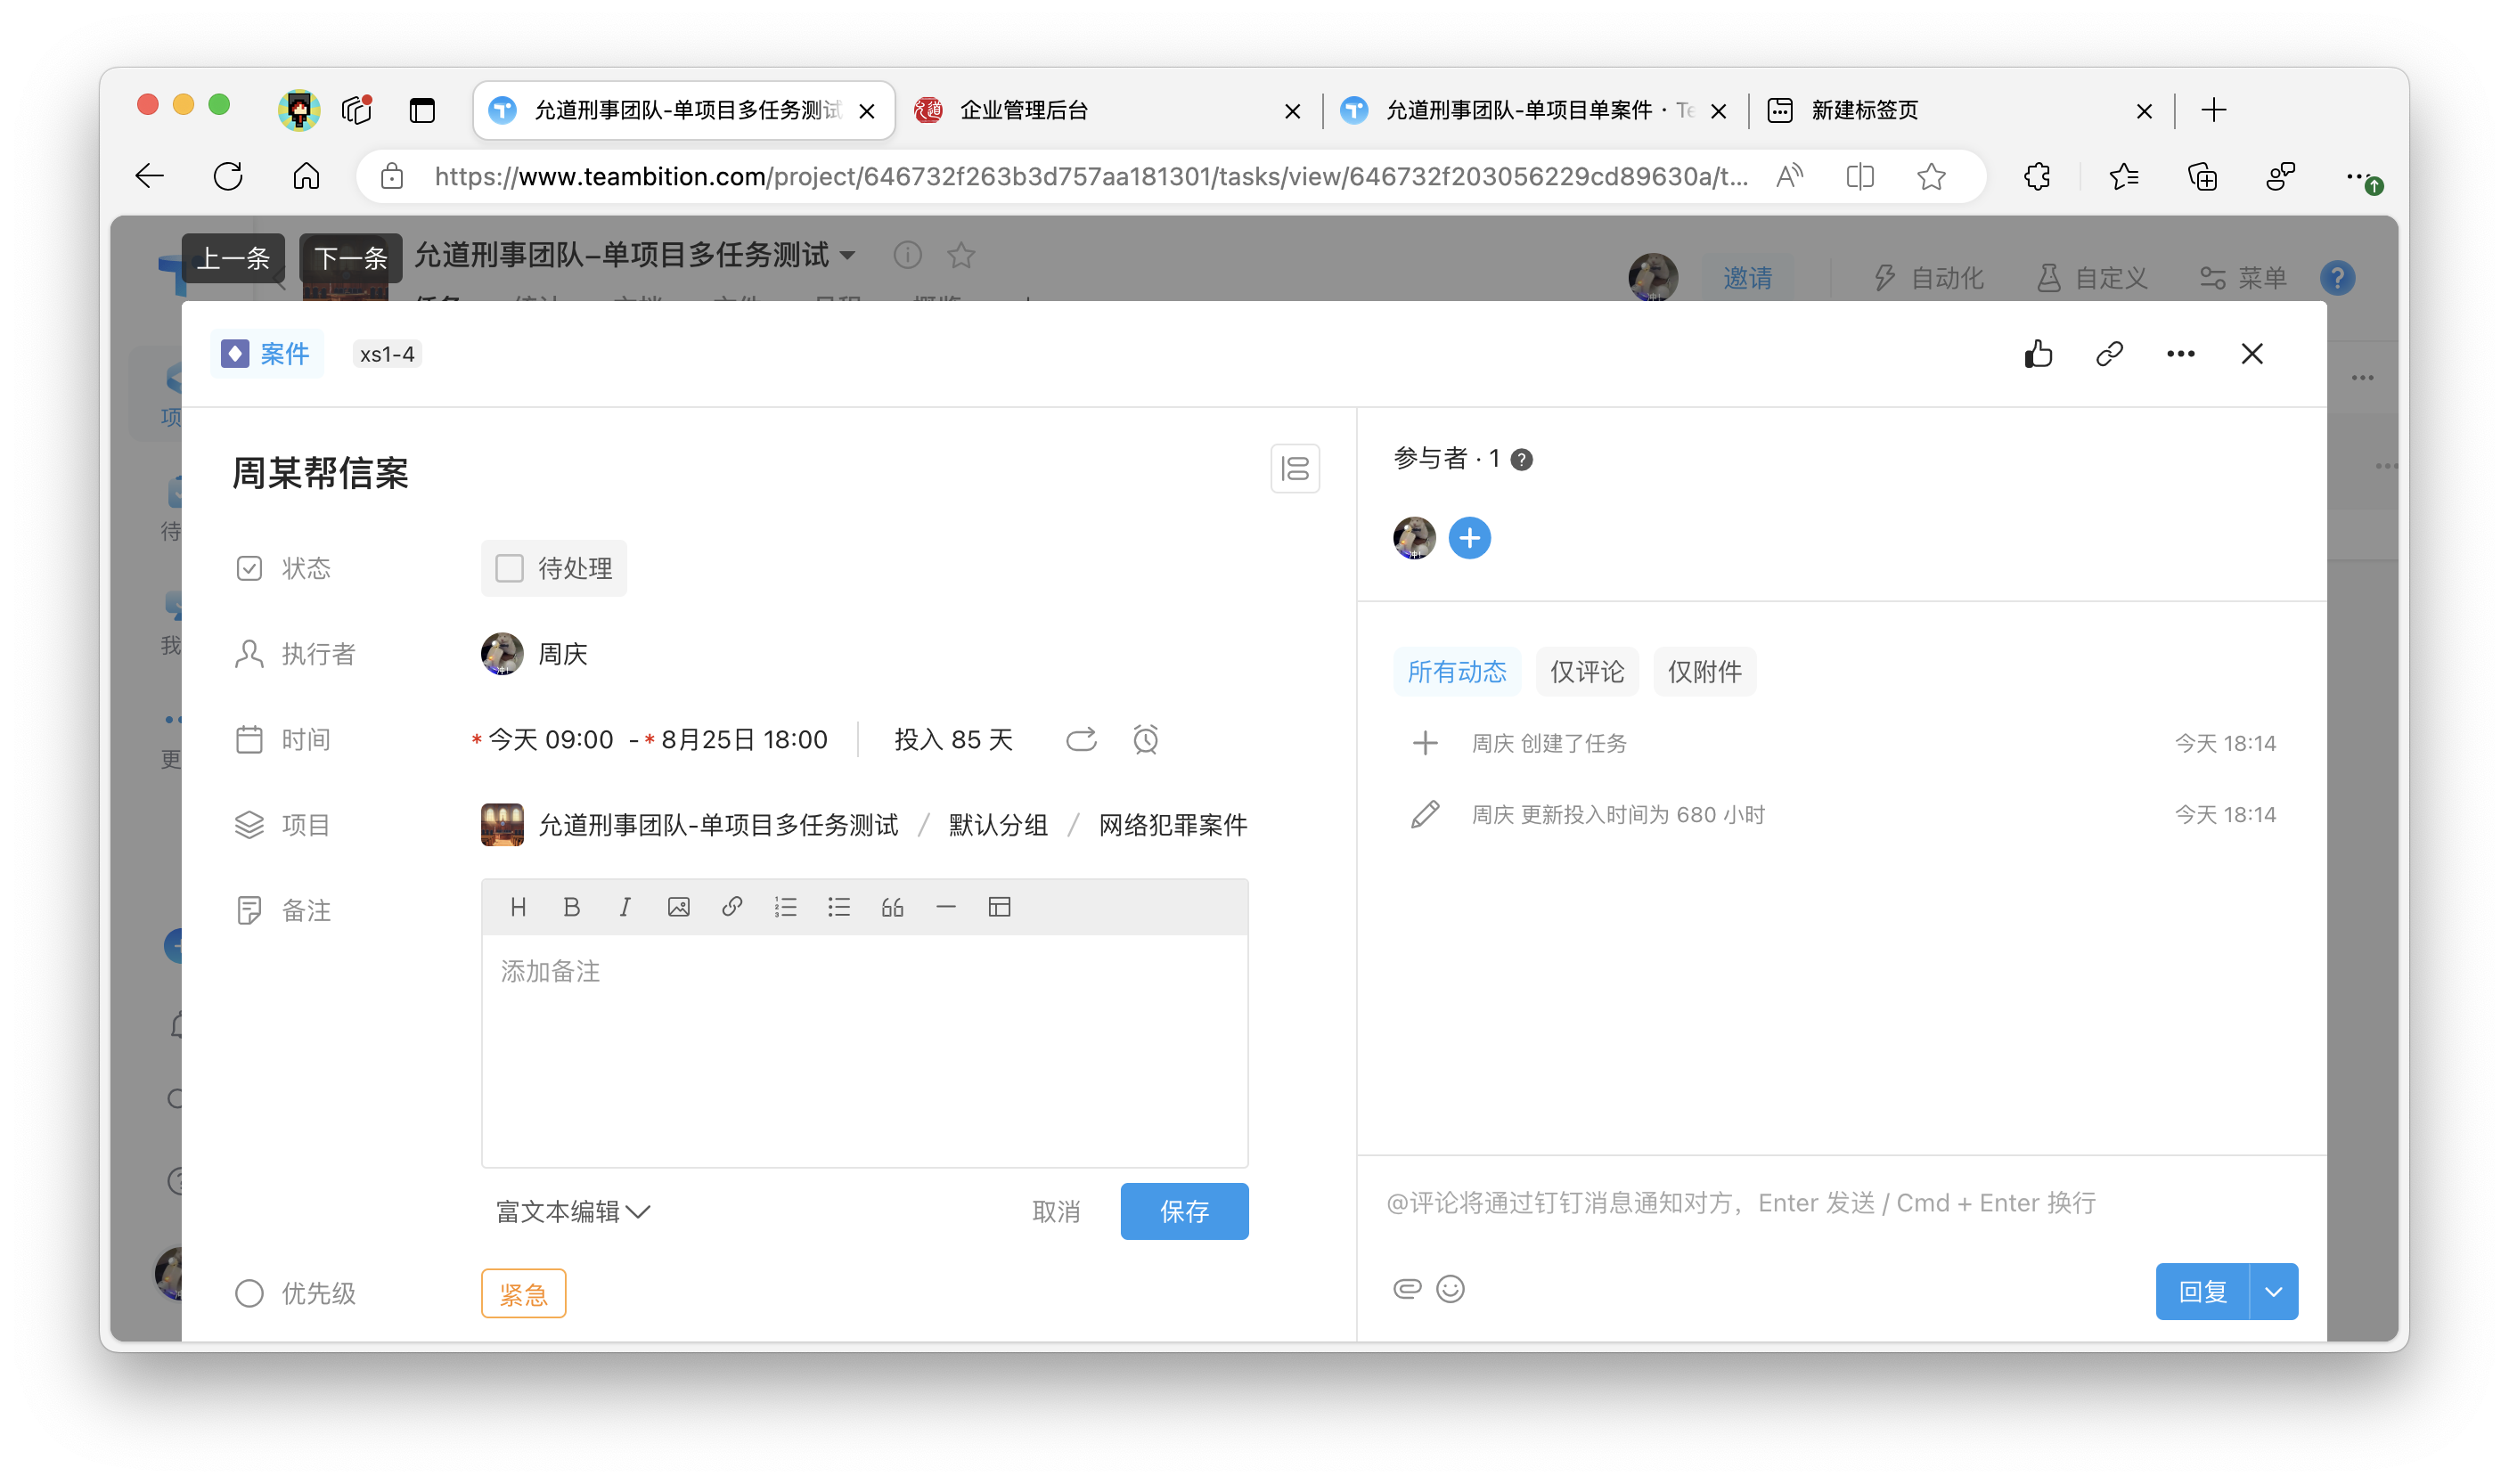 允道刑事团队-单项目多任务测试
企业管理后台
允道刑事团队-单项目单案件 · Te
新建标签页
https://www.teambition.com/project/646732f263b3d757aa181301/tasks/view/646732f203056229cd89630a/t...
上一条
下一条
允道刑事团队-单项目多任务测试
邀请
自动化
自定义
菜单
案件
xs1-4
周某帮信案
状态
待处理
执行者
周庆
时间
* 今天 09:00 - * 8月25日 18:00
投入 85 天
项目
允道刑事团队-单项目多任务测试 / 默认分组 / 网络犯罪案件
备注
添加备注
富文本编辑
取消
保存
优先级
紧急
参与者 · 1
所有动态
仅评论
仅附件
周庆 创建了任务
今天 18:14
周庆 更新投入时间为 680 小时
今天 18:14
@评论将通过钉钉消息通知对方，Enter 发送 / Cmd + Enter 换行
回复